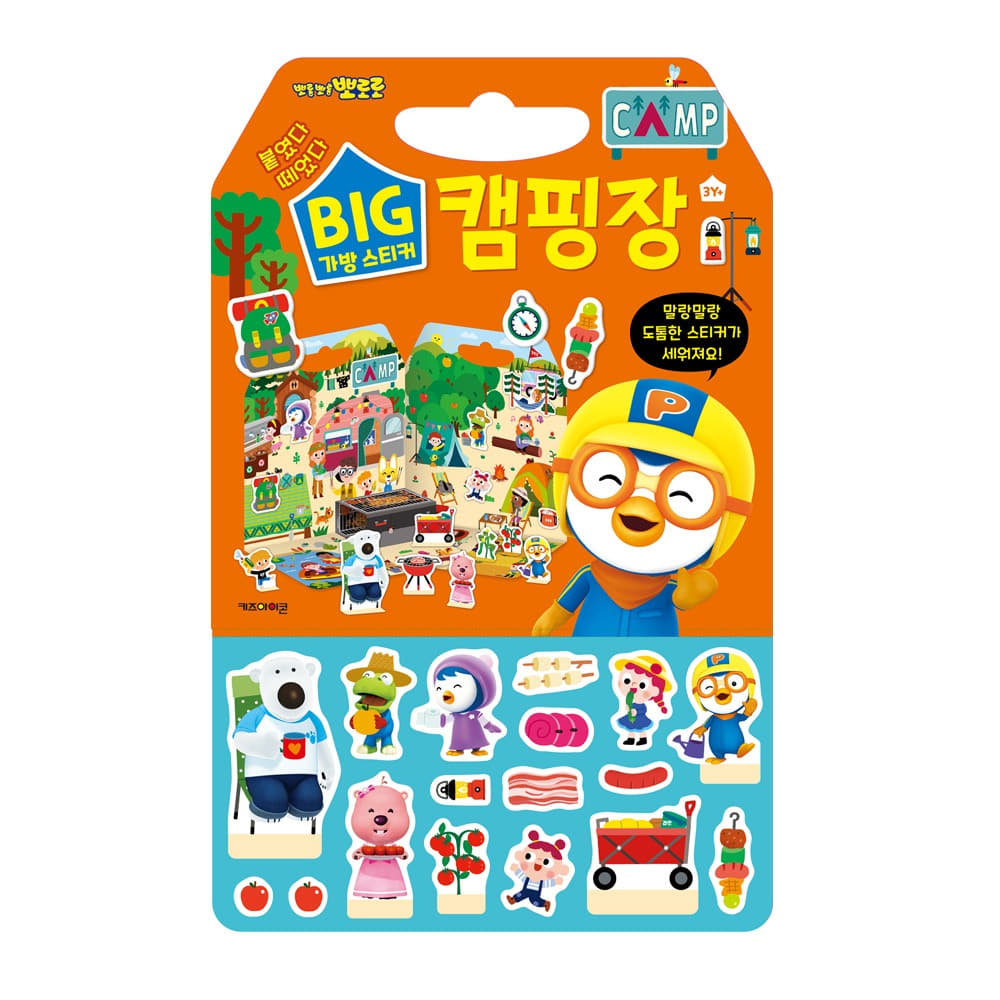 뽀롱뽀롱 뽀로로
CAMP
붙였다
떼었다
BIG
가방 스티커
캠핑장
3Y+
말랑말랑
도톰한 스티커가
세워져요!
CAMP
P
키즈아이콘
P